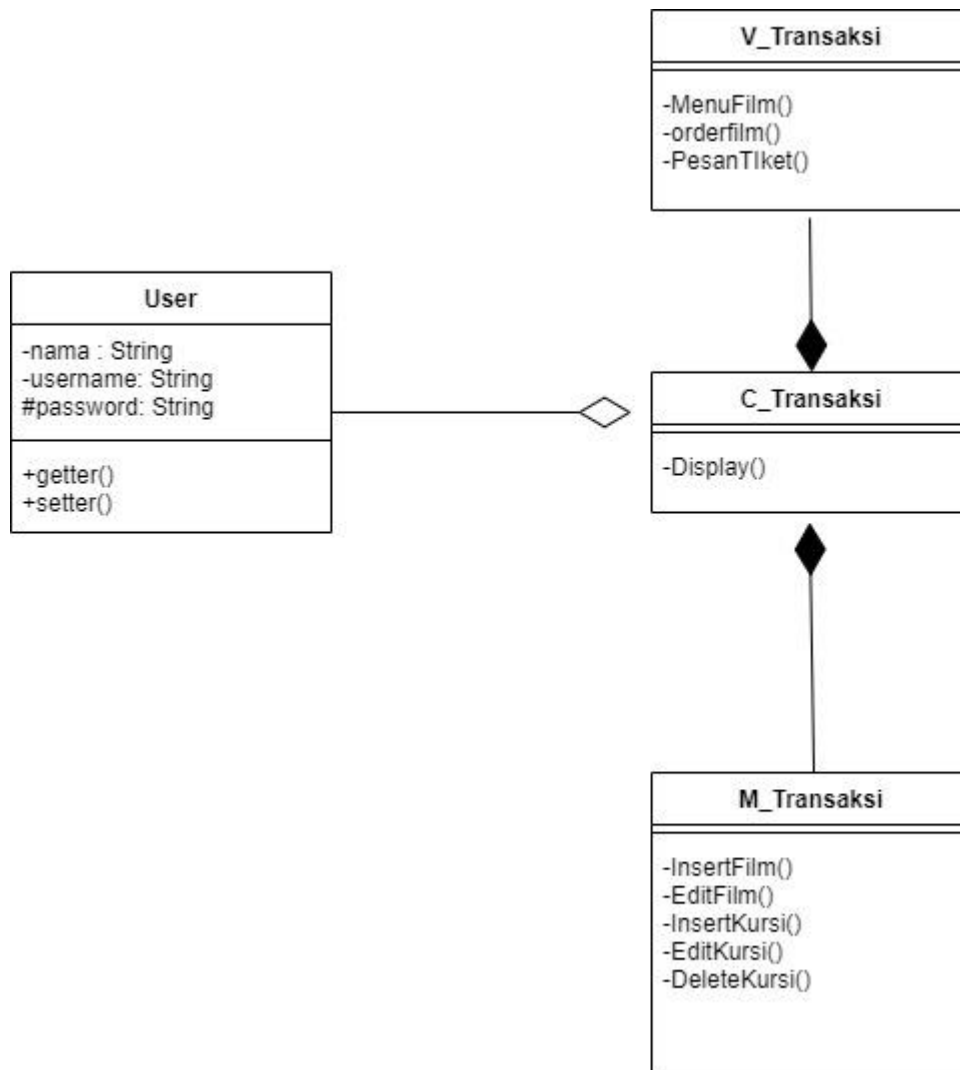 V_Transaksi
-MenuFilm()
-orderfilm()
-PesanTIket()
User
-nama : String
-username: String
#password: String
+getter()
+setter()
C_Transaksi
-Display()
M_Transaksi
-InsertFilm()
-EditFilm()
-InsertKursi()
-EditKursi()
-DeleteKursi()